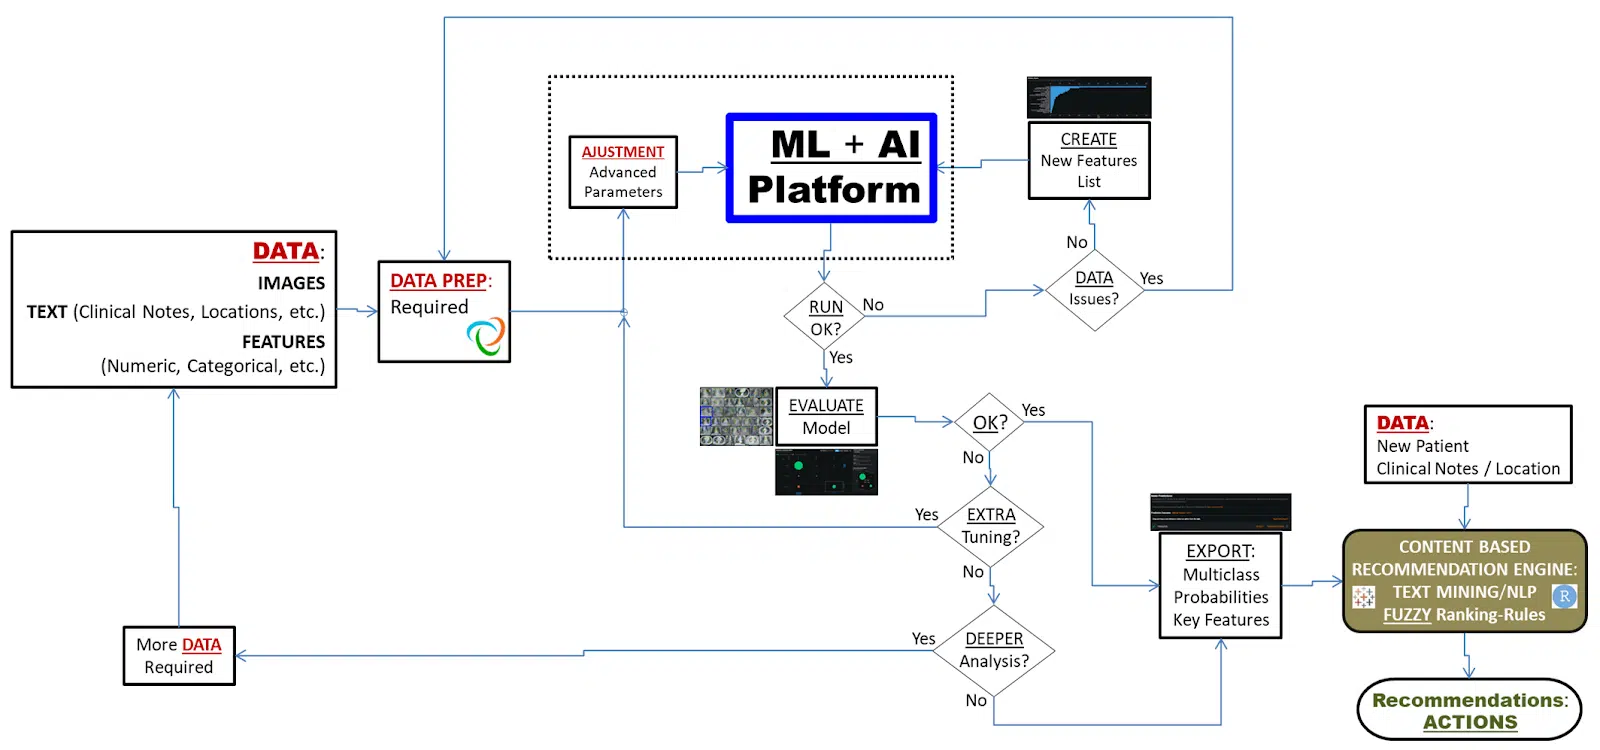 AJUSTMENT
Advanced
Parameters
ML + AI
Platform
CREATE
New Features
List
DATA:
IMAGES
TEXT (Clinical Notes, Locations, etc.)
FEATURES
(Numeric, Categorical, etc.)
DATA PREP:
Required
RUN
OK?
No
Yes
DATA
Issues?
No
Yes
EVALUATE
Model
OK?
Yes
No
EXTRA
Tuning?
Yes
No
DEEPER
Analysis?
Yes
No
More DATA
Required
EXPORT:
Multiclass
Probabilities
Key Features
DATA:
New Patient
Clinical Notes / Location
CONTENT BASED
RECOMMENDATION ENGINE:
TEXT MINING/NLP
FUZZY Ranking-Rules
R
Recommendations:
ACTIONS